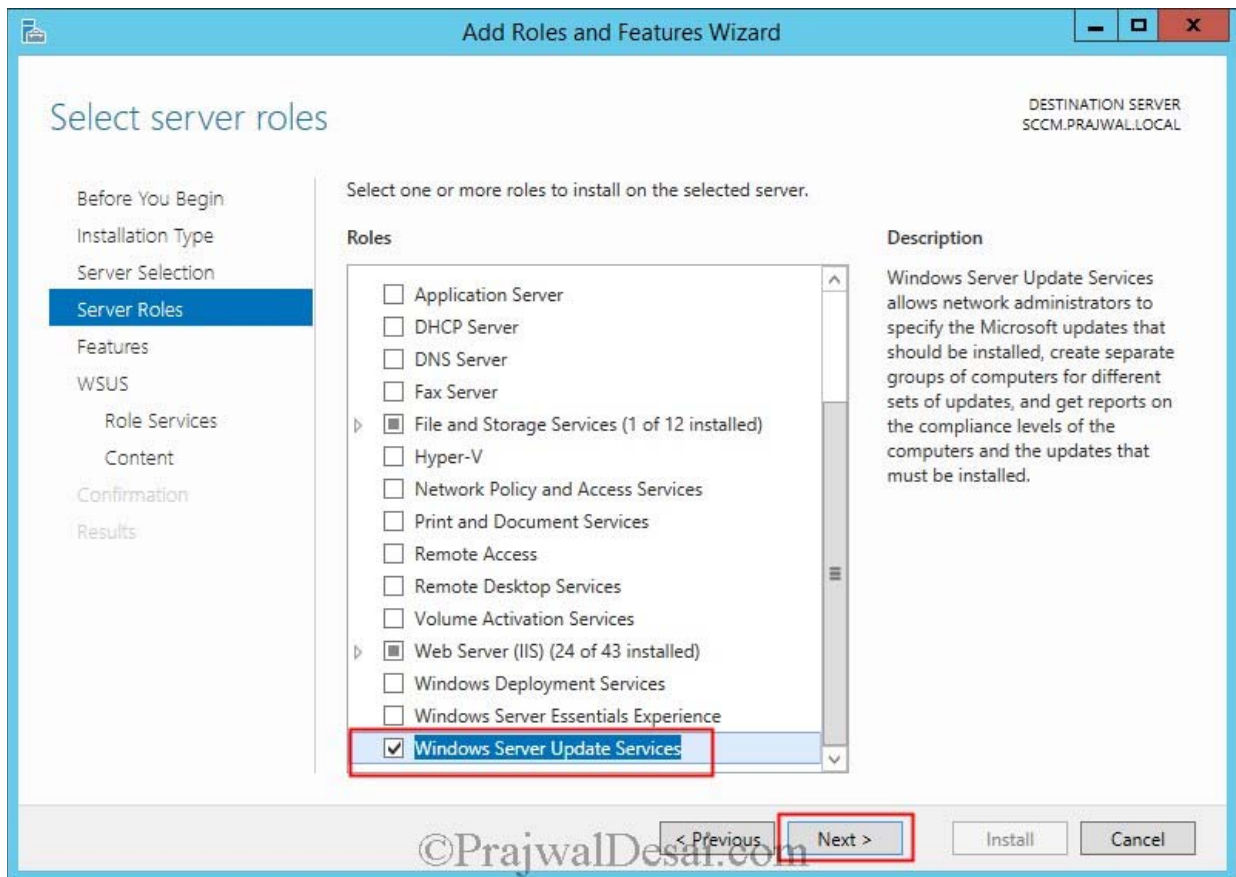 Add Roles and Features Wizard
Select server roles
DESTINATION SERVER
SCCM.PRAJWAL.LOCAL
Before You Begin
Installation Type
Server Selection
Server Roles
Features
WSUS
Role Services
Content
Confirmation
Results
Select one or more roles to install on the selected server.
Roles
Application Server
DHCP Server
DNS Server
Fax Server
File and Storage Services (1 of 12 installed)
Hyper-V
Network Policy and Access Services
Print and Document Services
Remote Access
Remote Desktop Services
Volume Activation Services
Web Server (IIS) (24 of 43 installed)
Windows Deployment Services
Windows Server Essentials Experience
Windows Server Update Services
Description
Windows Server Update Services
allows network administrators to
specify the Microsoft updates that
should be installed, create separate
groups of computers for different
sets of updates, and get reports on
the compliance levels of the
computers and the updates that
must be installed.
< Previous
Next >
Install
Cancel
©PrajwalDesai.com